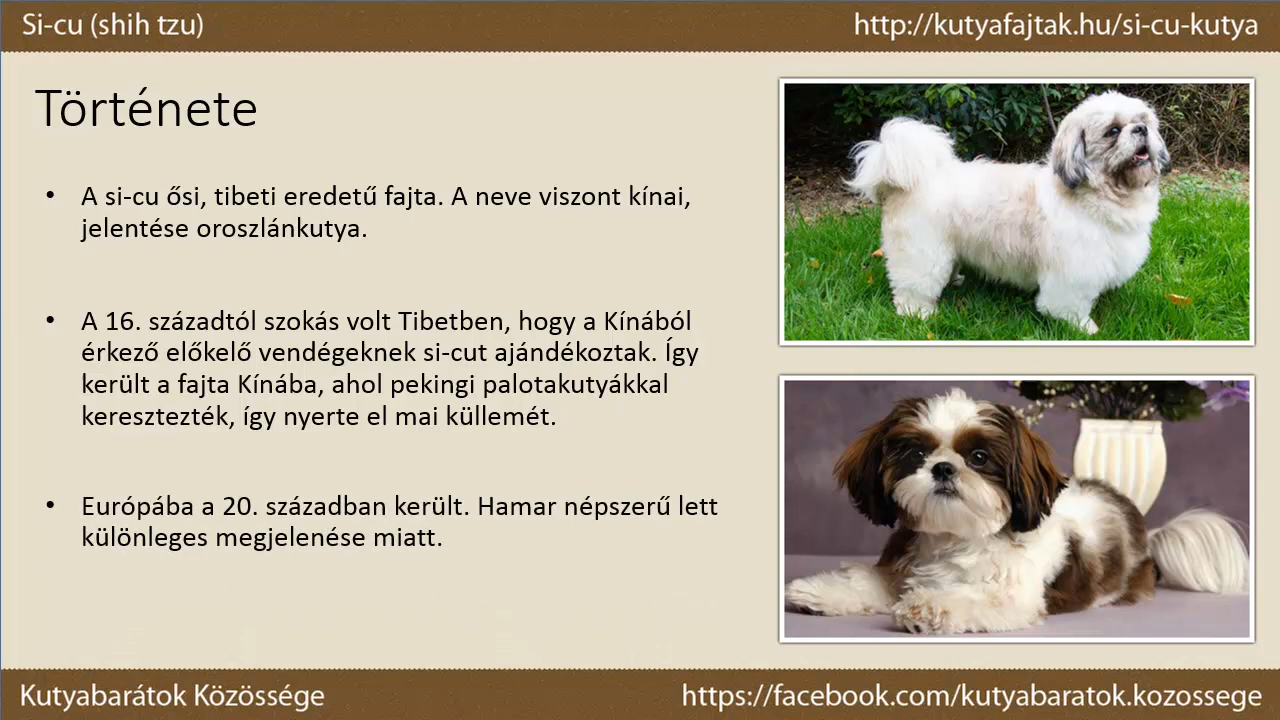 Si-cu (shih tzu)
http://kutyafajtak.hu/si-cu-kutya
Története
• A si-cu ősi, tibeti eredetű fajta. A neve viszont kínai,
jelentése oroszlánkutya.
• A 16. századtól szokás volt Tibetben, hogy a Kínából
érkező előkelő vendégeknek si-cut ajándékoztak. Így
került a fajta Kínába, ahol pekingi palotakutyákkal
keresztezték, így nyerte el mai küllemét.
• Európába a 20. században került. Hamar népszerű lett
különleges megjelenése miatt.
Kutyabarátok Közössége
https://facebook.com/kutyabaratok.kozossege